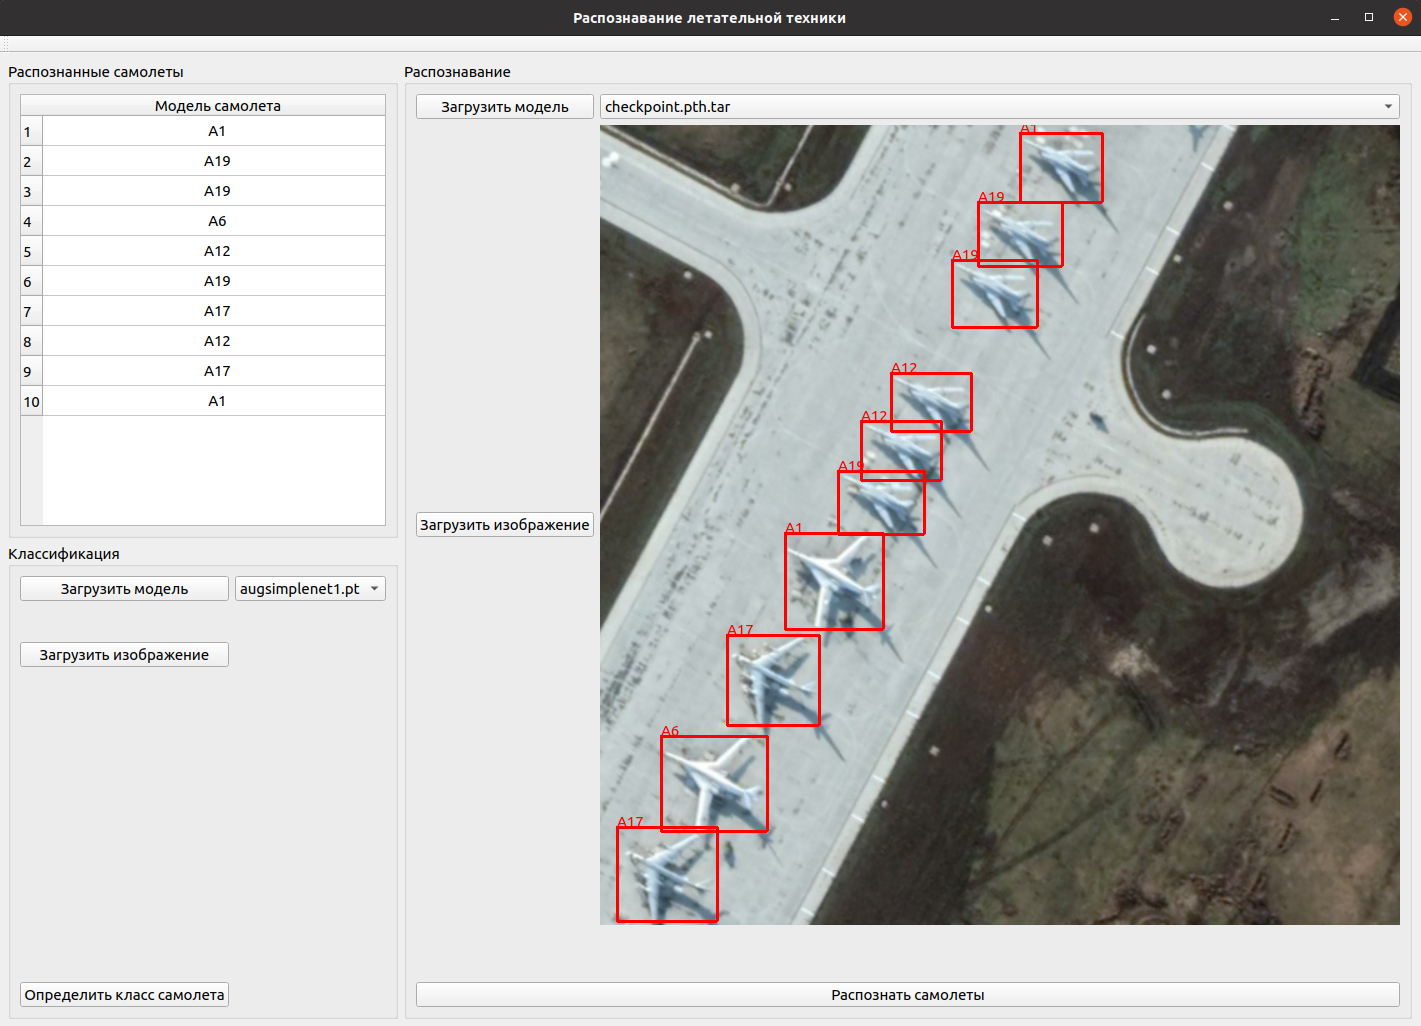 Распознавание летательной техники
Распознанные самолеты
Модель самолета
1 A1
2 A19
3 A19
4 A6
5 A12
6 A19
7 A17
8 A12
9 A17
10 A1
Классификация
Загрузить модель augsimplenet1.pt
Загрузить изображение
Определить класс самолета
Распознавание
Загрузить модель checkpoint.pth.tar
Загрузить изображение
A1
A19
A19
A12
A12
A19
A1
A17
A6
A17
Распознать самолеты